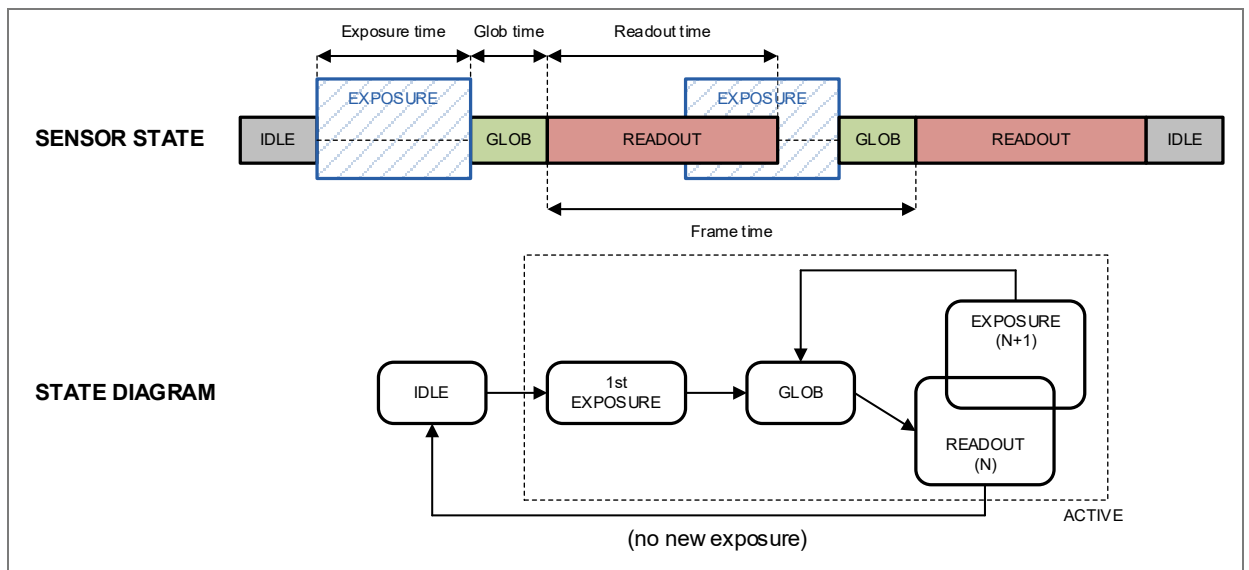 Exposure time Glob time Readout time
EXPOSURE EXPOSURE
SENSOR STATE IDLE GLOB READOUT GLOB READOUT IDLE
Frame time
EXPOSURE
(N+1)
STATE DIAGRAM IDLE 1st
EXPOSURE GLOB
READOUT
(N)
ACTIVE
(no new exposure)